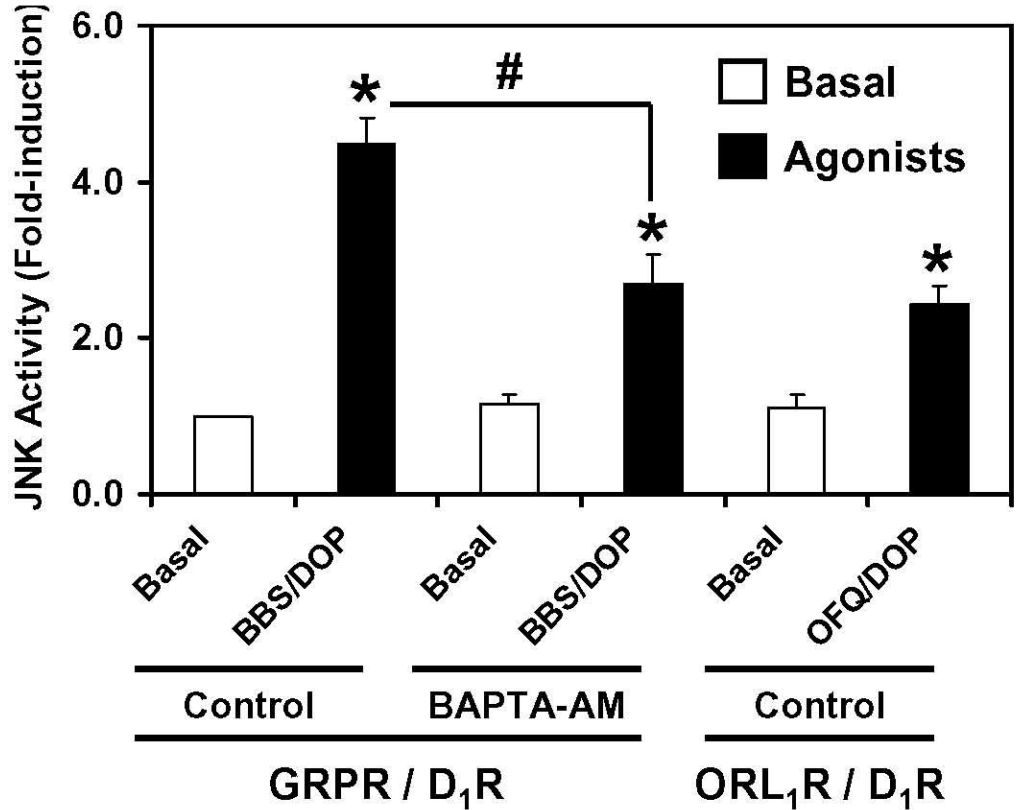 JNK Activity (Fold-induction)
6.0
4.0
2.0
0.0
*
#
*
*
Basal
Agonists
Basal
BBS/DOP
Basal
BBS/DOP
Basal
OFQ/DOP
Control
BAPTA-AM
Control
GRPR / D₁R
ORL₁R / D₁R